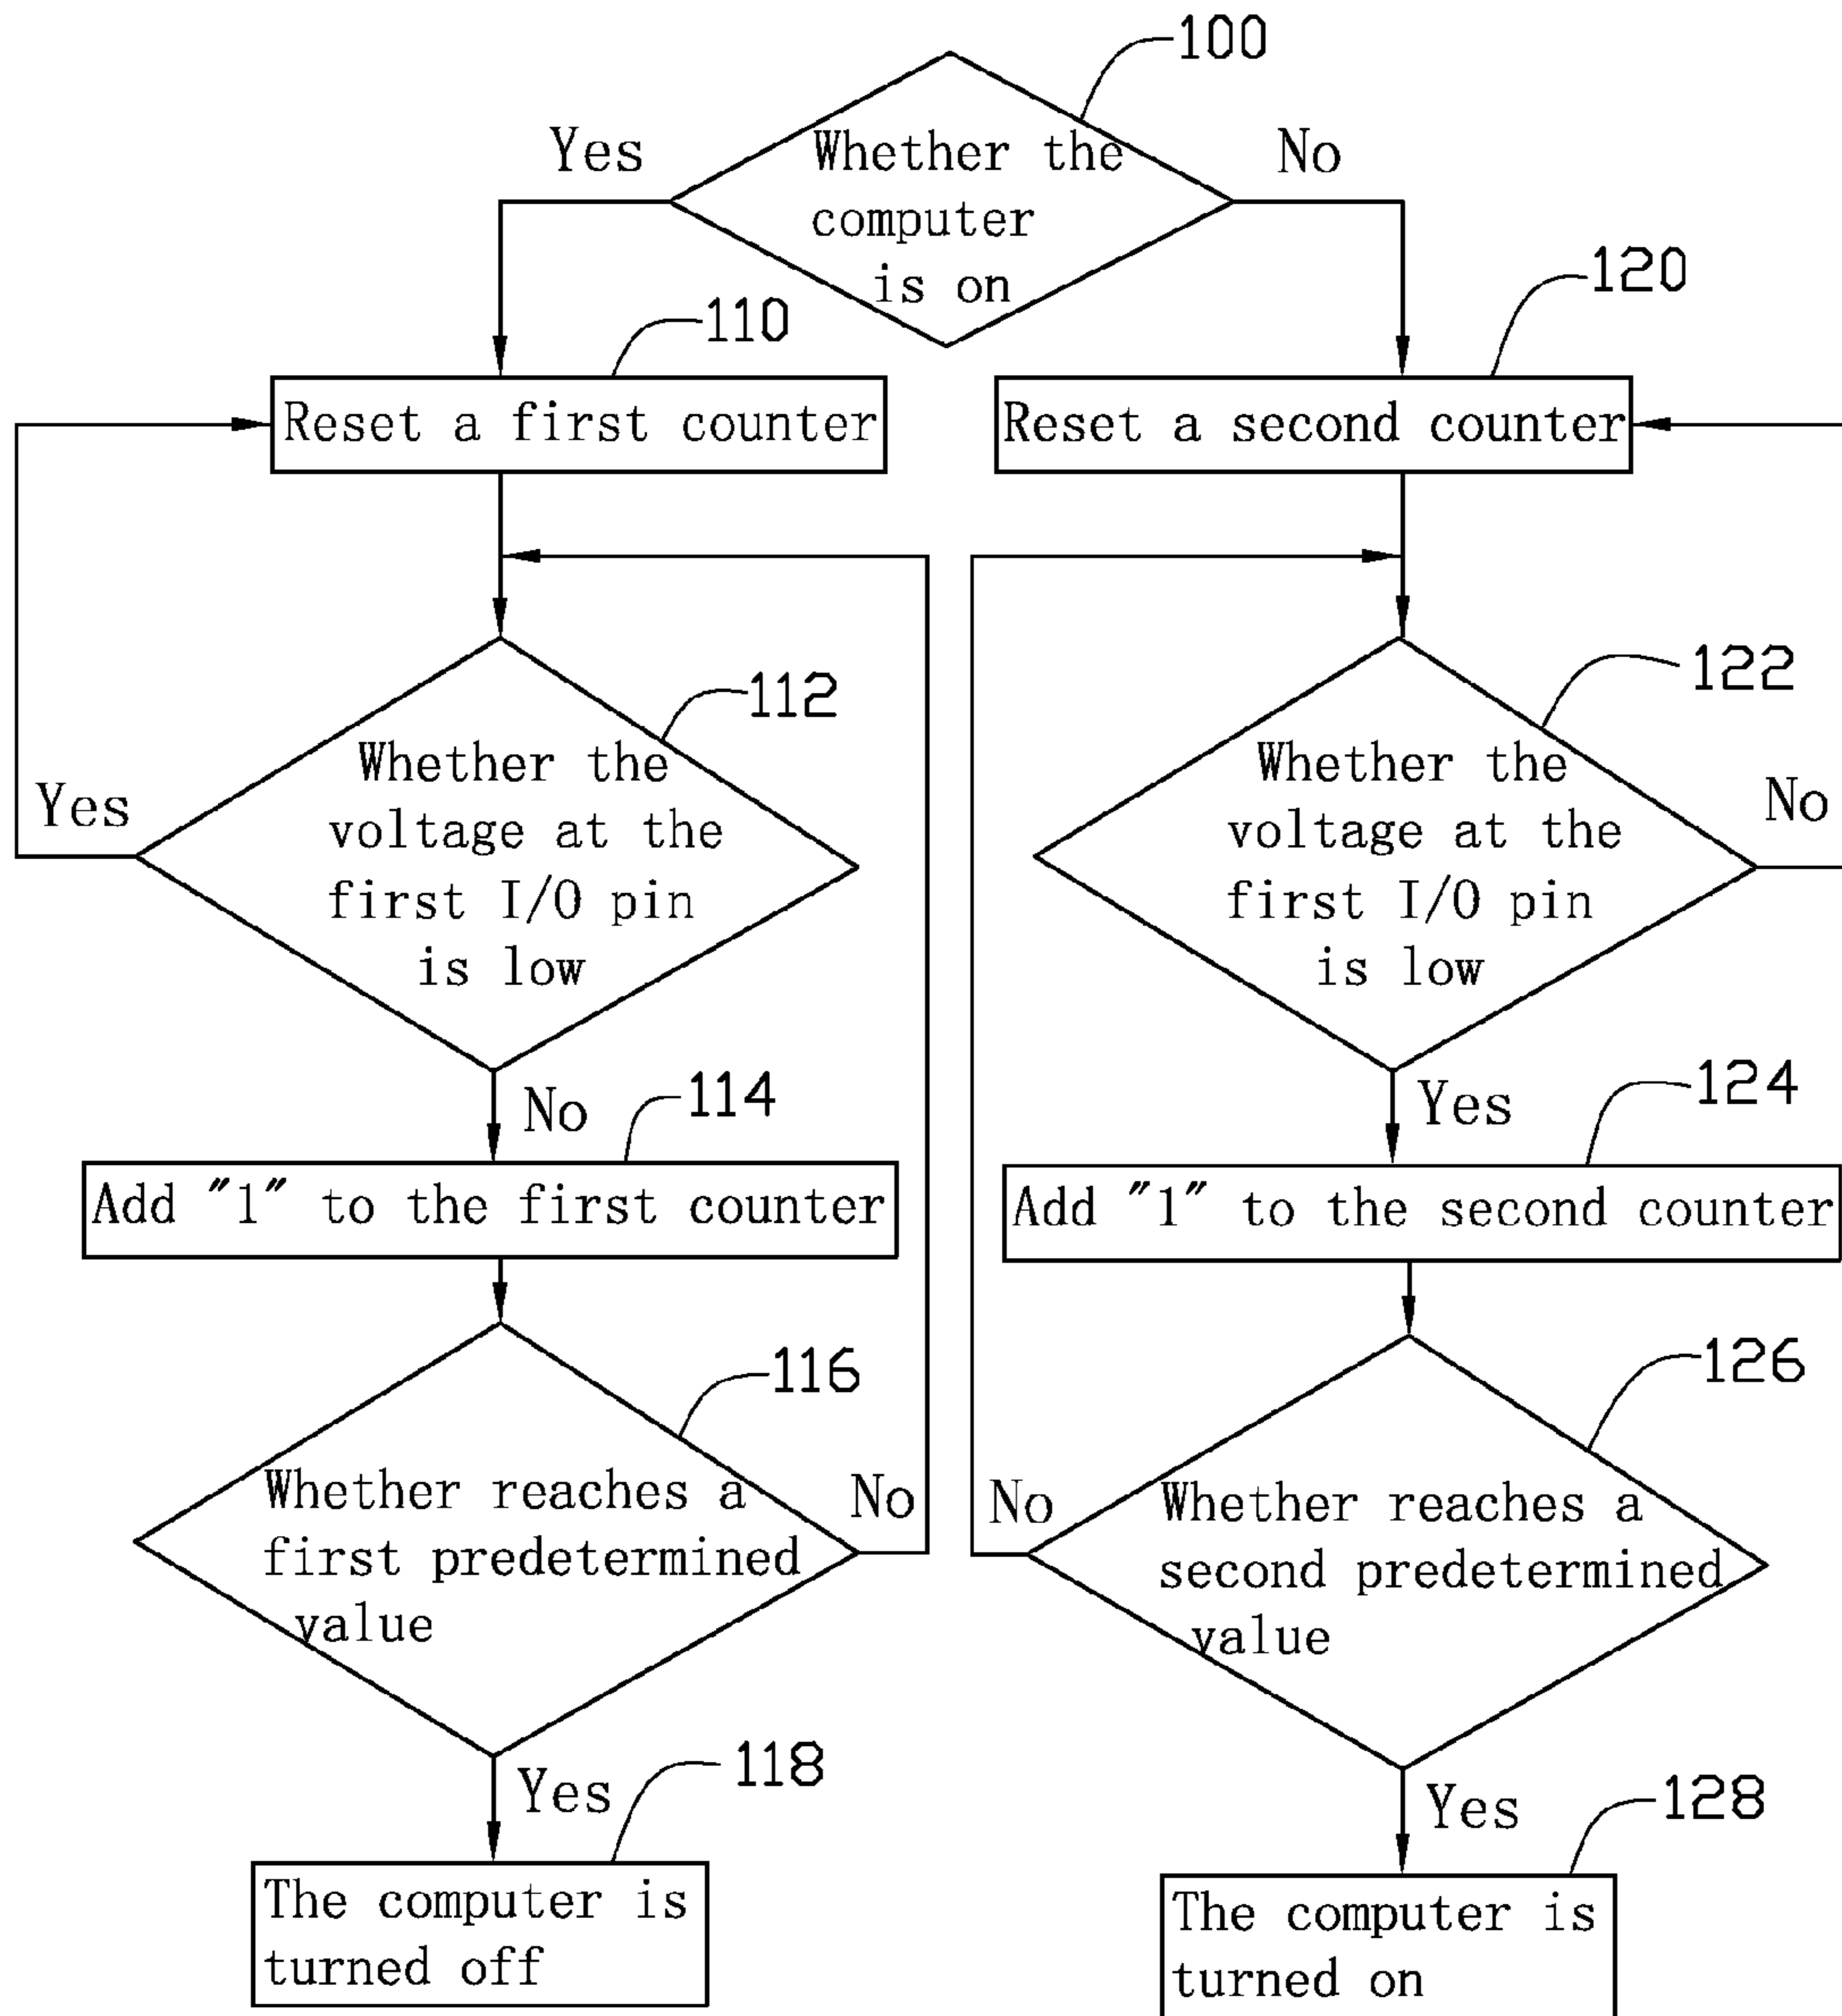 100
Whether the
computer
is on
Yes
No
110
120
Reset a first counter
Reset a second counter
112
122
Whether the
voltage at the
first I/O pin
is low
Whether the
voltage at the
first I/O pin
is low
Yes
No
No
Yes
114
124
Add "1" to the first counter
Add "1" to the second counter
116
126
Whether reaches a
first predetermined
value
Whether reaches a
second predetermined
value
No
No
Yes
Yes
118
128
The computer is
turned off
The computer is
turned on